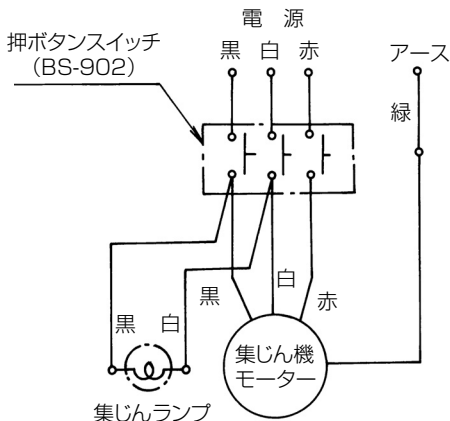 電 源
押ボタンスイッチ
(BS-902)
黒 白 赤
アース
緑
黒 白 赤
黒 白
集じん機
モーター
集じんランプ